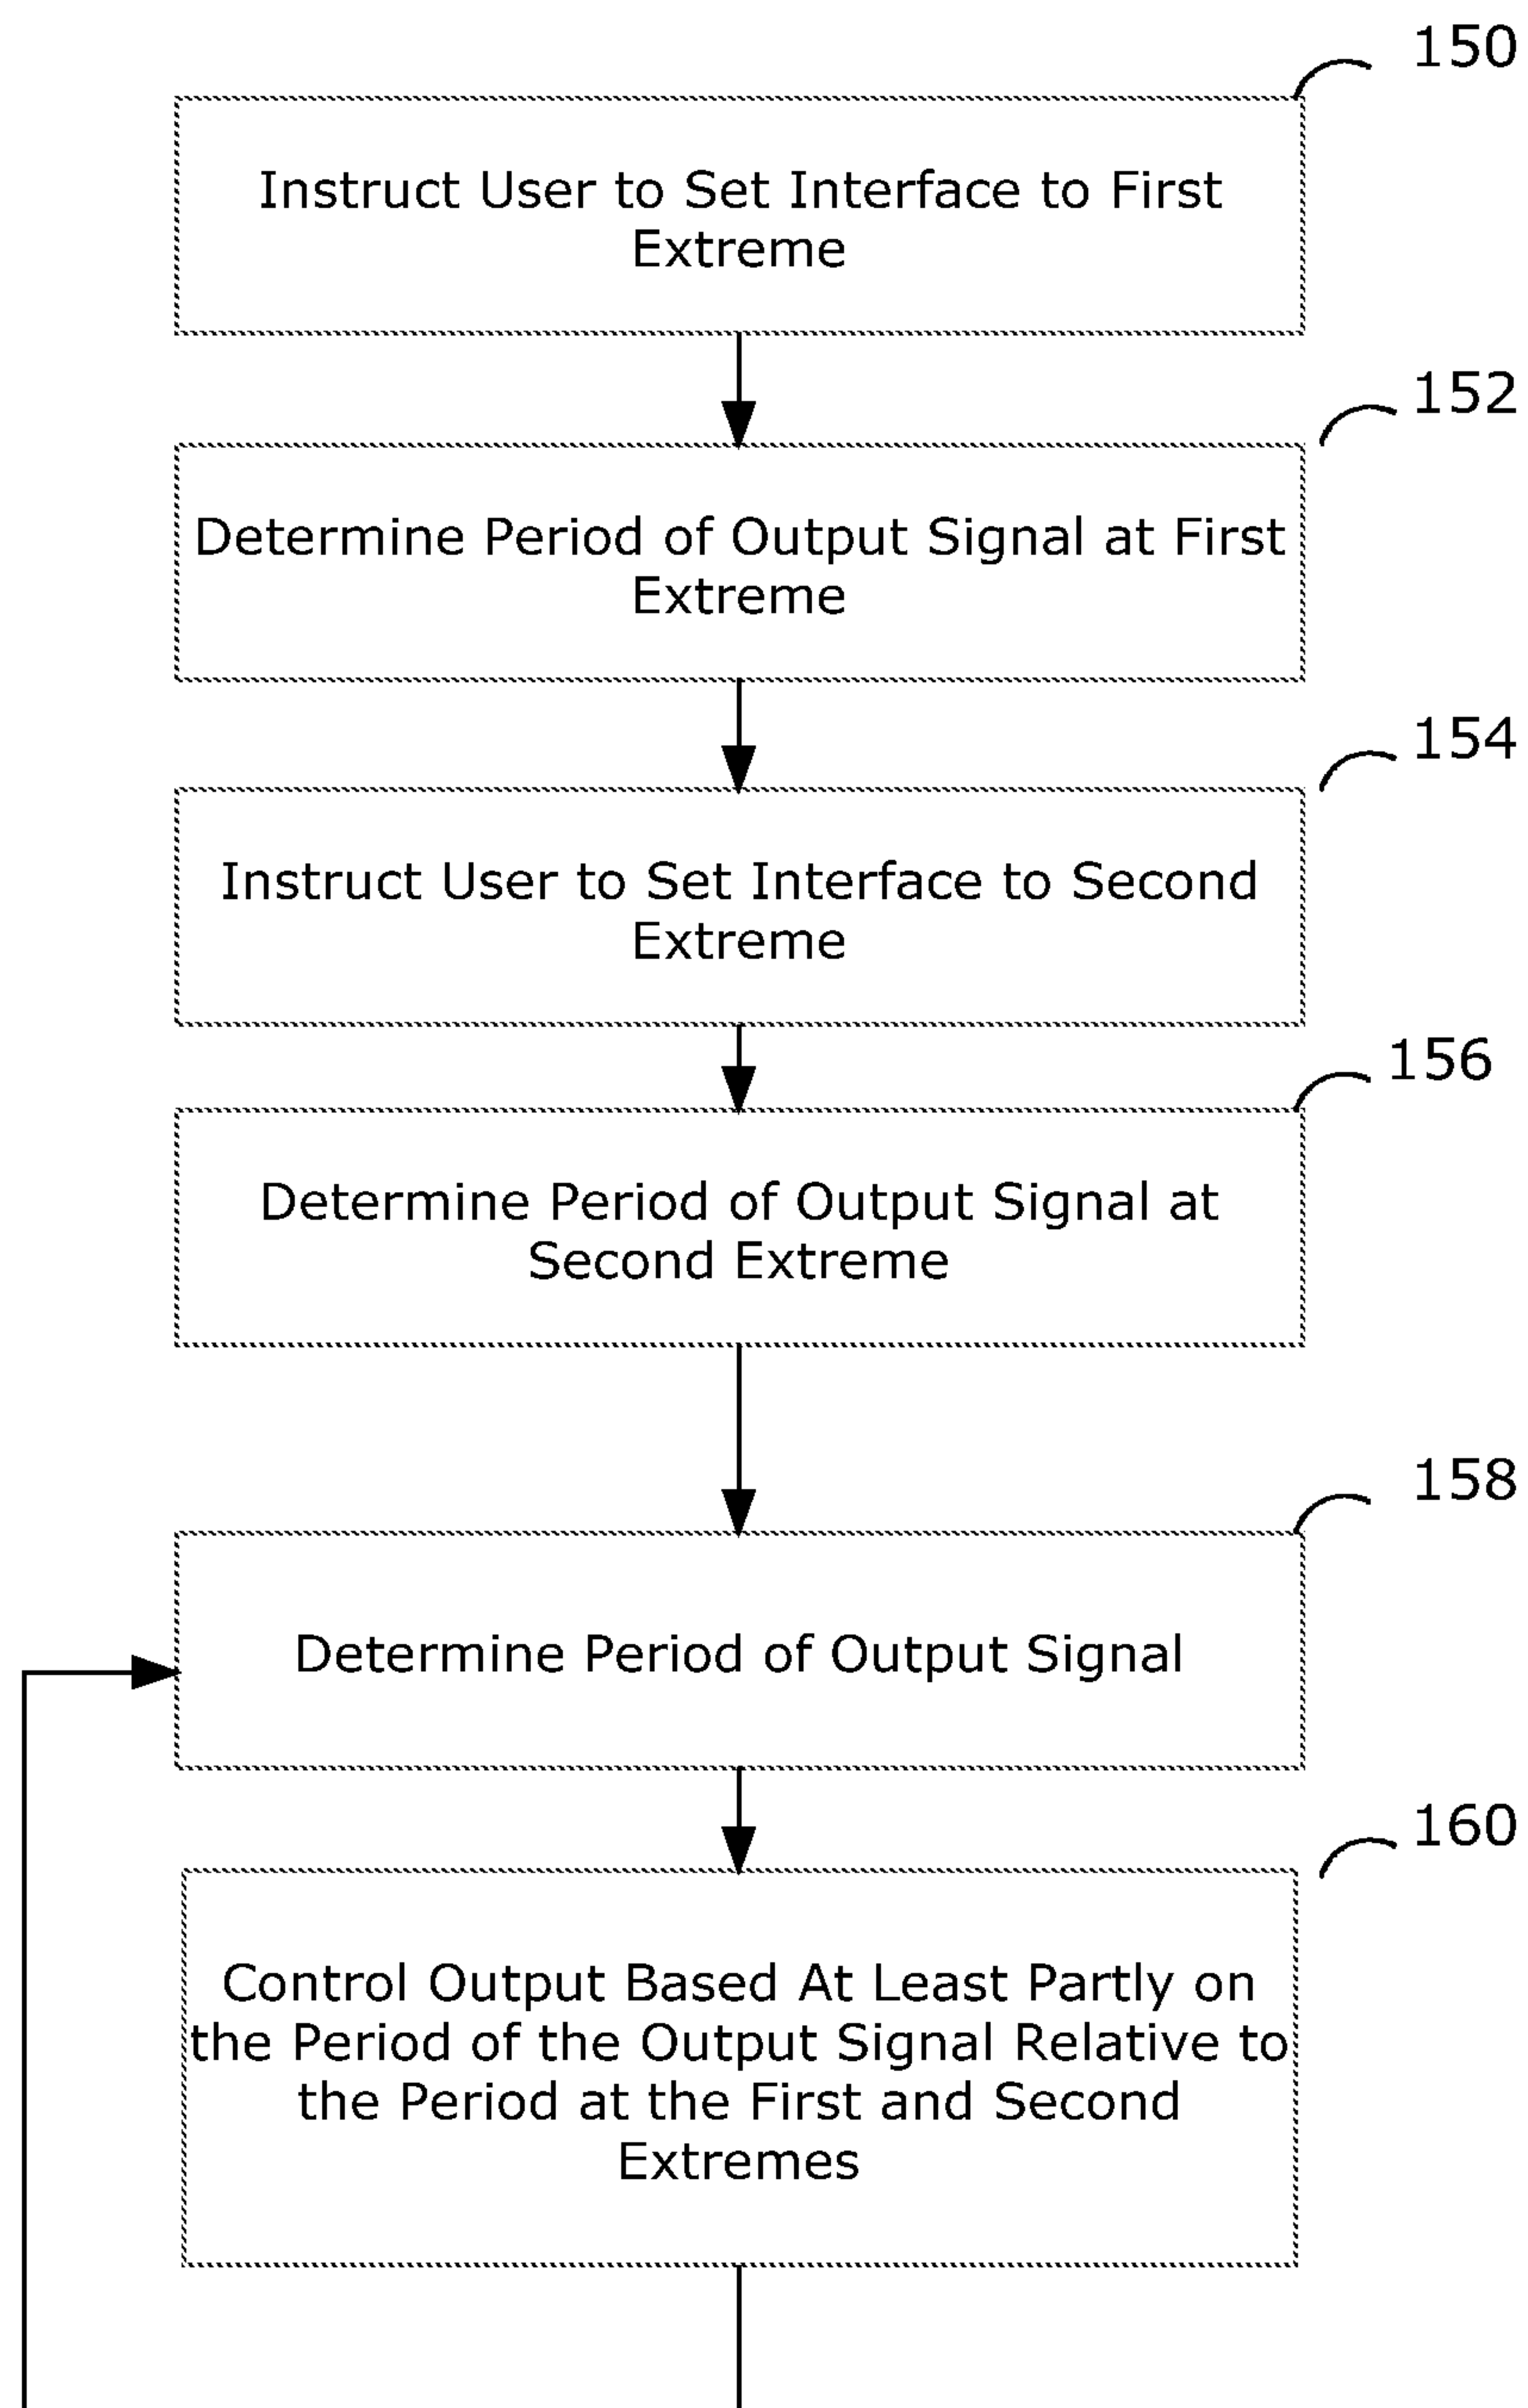 150
Instruct User to Set Interface to First
Extreme
152
Determine Period of Output Signal at First
Extreme
154
Instruct User to Set Interface to Second
Extreme
156
Determine Period of Output Signal at
Second Extreme
158
Determine Period of Output Signal
160
Control Output Based At Least Partly on
the Period of the Output Signal Relative to
the Period at the First and Second
Extremes